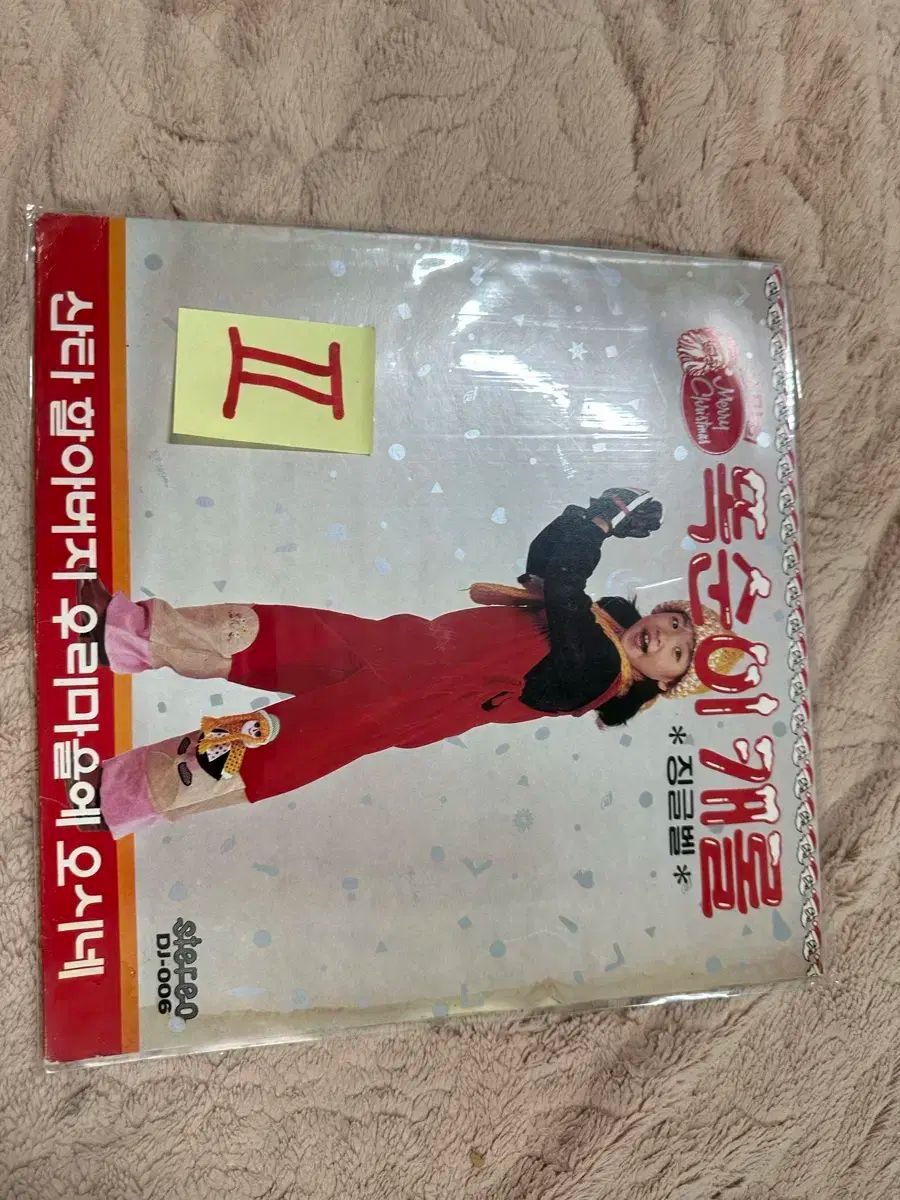 Merry
Christmas
똑순이 캐롤
*징글벨*
II
stereo
DJ-006
산타 할아버지 우리마을에 오시네